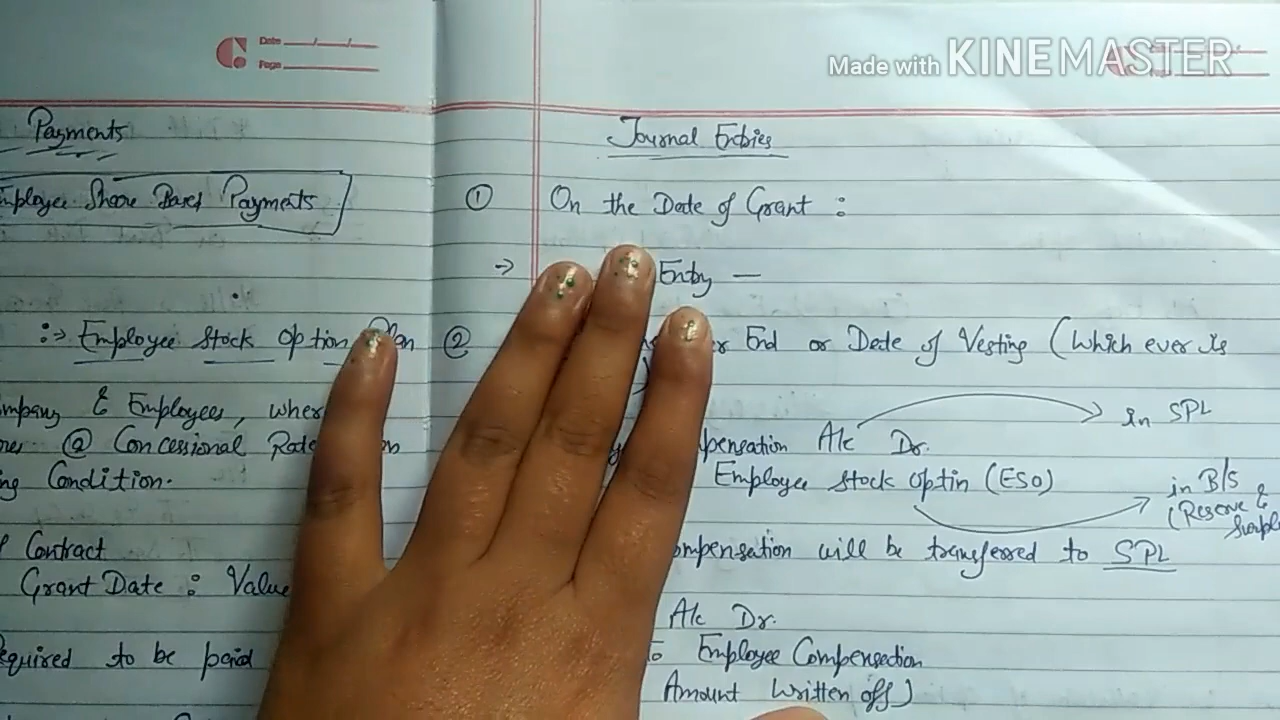 Date
Page
Made with KINEMASTER
Payments
Employee Share Based Payments
:-> Employee Stock Option Plan
Company & Employees, wher
@ Concessional Rate
Condition.
Contract
Grant Date : Value
Required to be paid
Journal Entries
① On the Date of Grant :
→ Entry —
② End or Date of Vesting (Which ever is
Compensation A/c Dr.
in SPL
Employee Stock Optin (ESO)
in B/S
(Reserve &
Surplus
Compensation will be transferred to SPL
A/c Dr.
To Employee Compensation
Amount Written off)